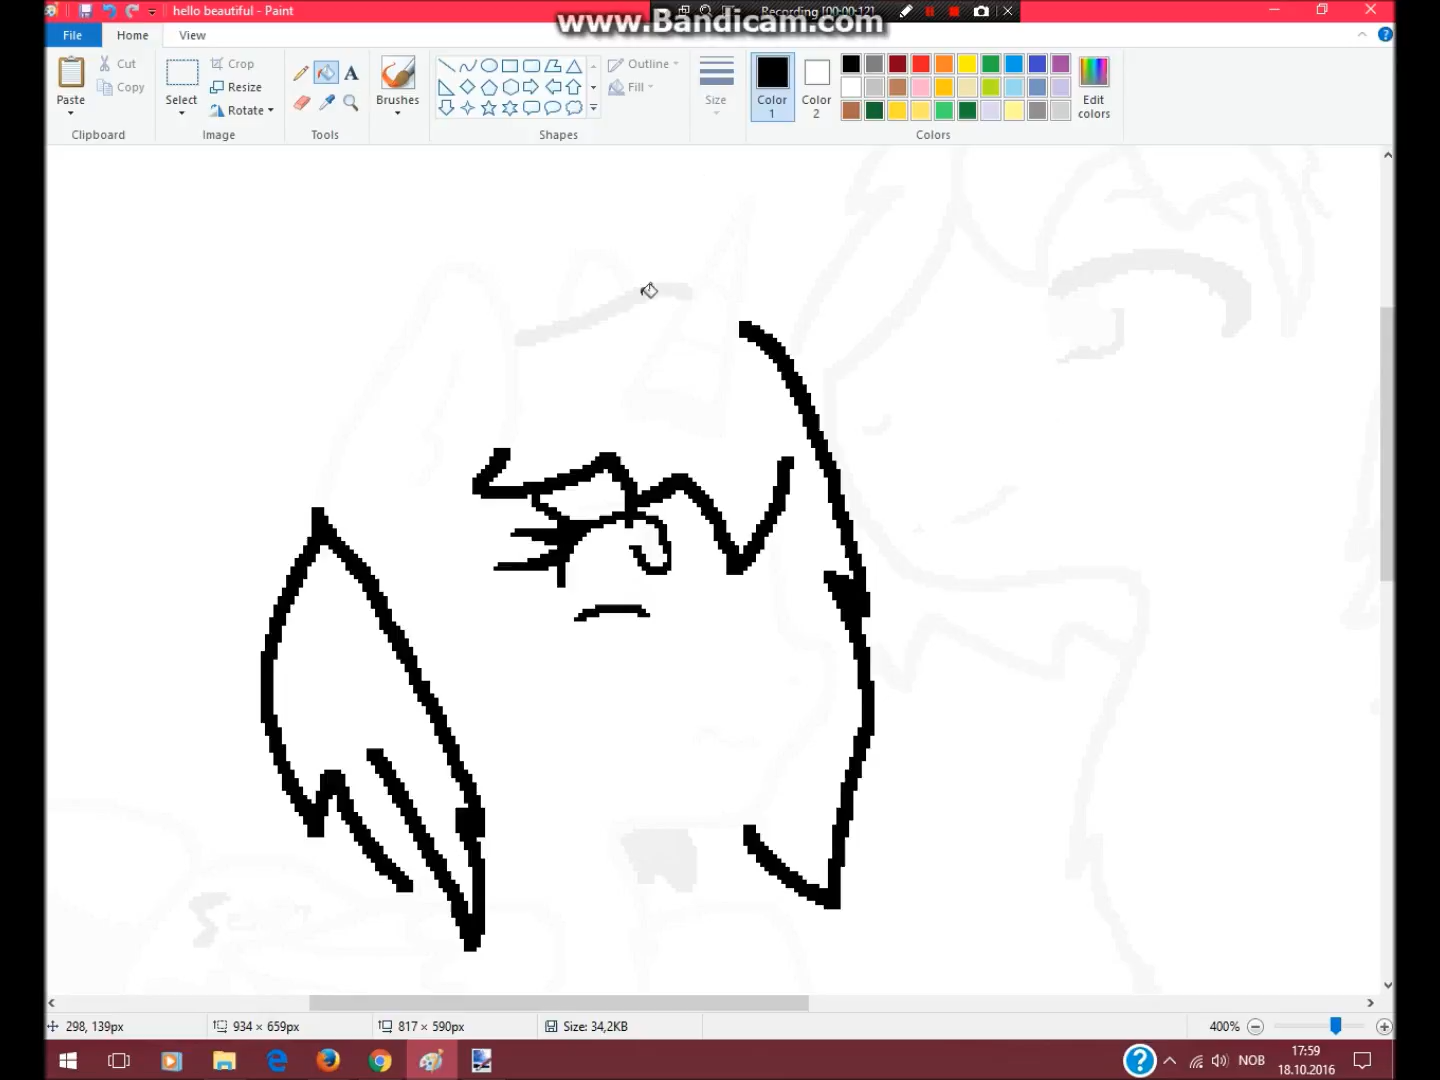 hello beautiful - Paint
Recording [00:00:12]
www.Bandicam.com
File Home View
Paste
Cut
Copy
Clipboard
Select
Crop
Resize
Rotate
Image
A
Tools
Brushes
Outline
Fill
Shapes
Size
Color 1
Color 2
Edit colors
Colors
298, 139px
934 × 659px
817 × 590px
Size: 34,2KB
400%
NOB
17:59
18.10.2016